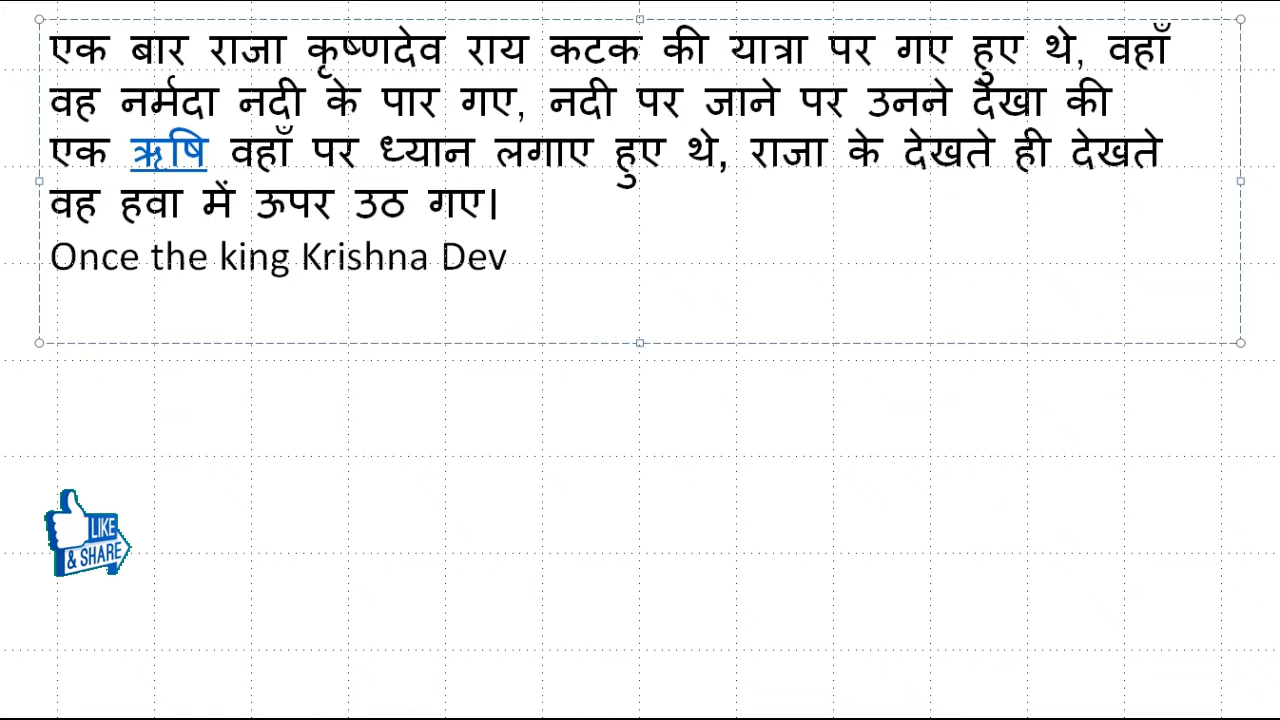 एक बार राजा कृष्णदेव राय कटक की यात्रा पर गए हुए थे, वहाँ
वह नर्मदा नदी के पार गए, नदी पर जाने पर उनने देखा की
एक ऋषि वहाँ पर ध्यान लगाए हुए थे, राजा के देखते ही देखते
वह हवा में ऊपर उठ गए।
Once the king Krishna Dev
LIKE
& SHARE